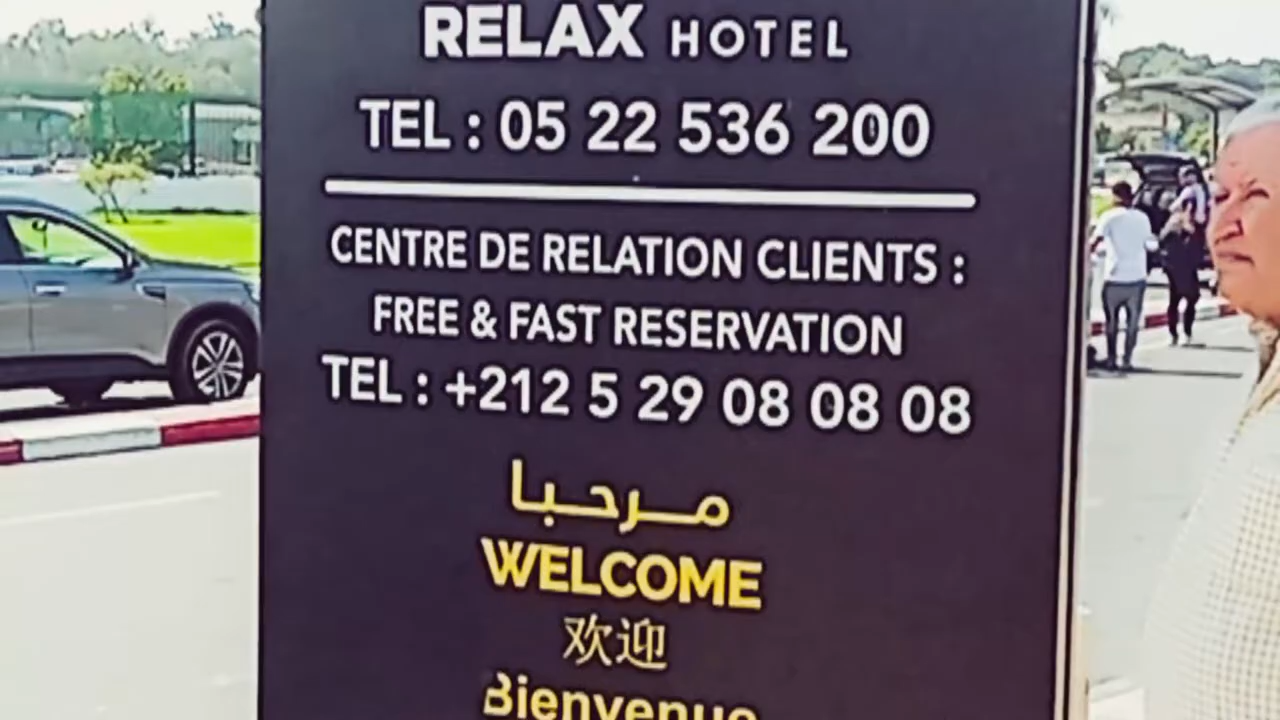 RELAX HOTEL
TEL : 05 22 536 200
CENTRE DE RELATION CLIENTS :
FREE & FAST RESERVATION
TEL : +212 5 29 08 08 08
مرحبا
WELCOME
欢迎
Bienvenue